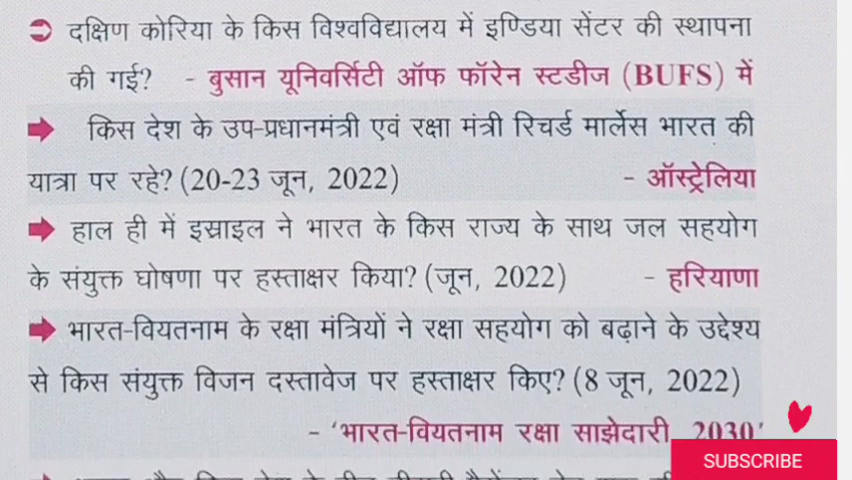 दक्षिण कोरिया के किस विश्वविद्यालय में इण्डिया सेंटर की स्थापना
की गई? - बुसान यूनिवर्सिटी ऑफ फॉरेन स्टडीज (BUFS) में
किस देश के उप-प्रधानमंत्री एवं रक्षा मंत्री रिचर्ड मार्लेस भारत की
यात्रा पर रहे? (20-23 जून, 2022) - ऑस्ट्रेलिया
हाल ही में इस्राइल ने भारत के किस राज्य के साथ जल सहयोग
के संयुक्त घोषणा पर हस्ताक्षर किया? (जून, 2022) - हरियाणा
भारत-वियतनाम के रक्षा मंत्रियों ने रक्षा सहयोग को बढ़ाने के उद्देश्य
से किस संयुक्त विजन दस्तावेज पर हस्ताक्षर किए? (8 जून, 2022)
- 'भारत-वियतनाम रक्षा साझेदारी 2030'
SUBSCRIBE